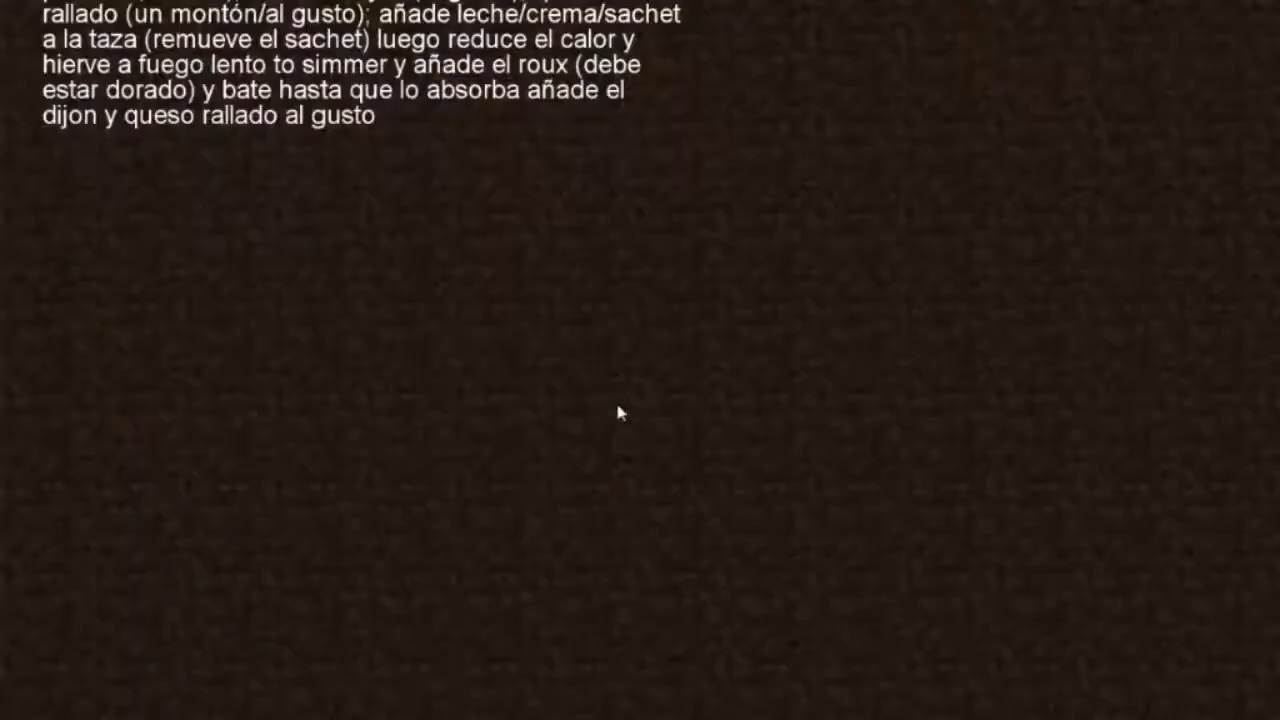 rallado (un montón/al gusto); añade leche/crema/sachet
a la taza (remueve el sachet) luego reduce el calor y
hierve a fuego lento to simmer y añade el roux (debe
estar dorado) y bate hasta que lo absorba añade el
dijon y queso rallado al gusto